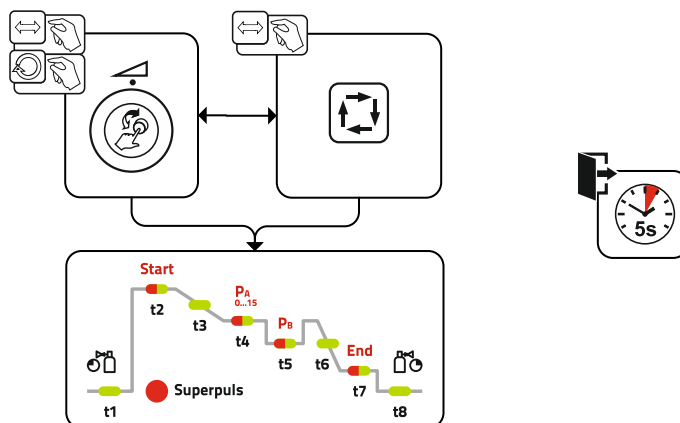 5s
Start
t2
t3
PA
0...15
t4
PB
t5
t6
End
t7
t1
Superpuls
t8